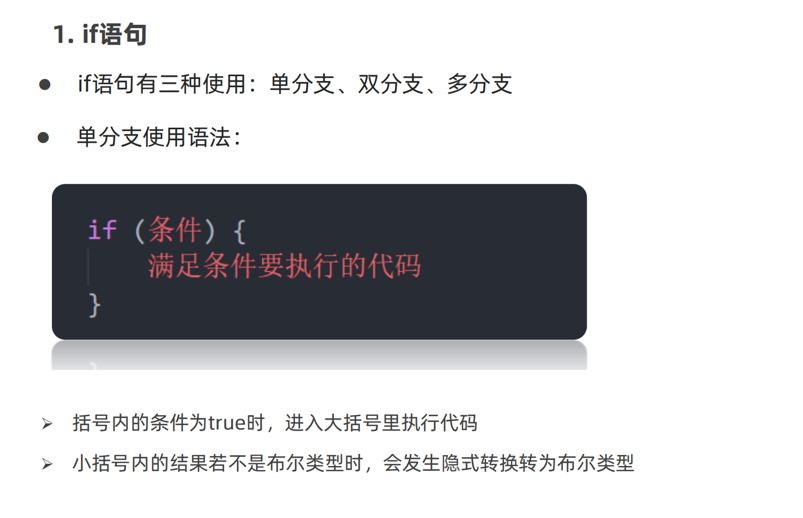 1. if语句
if语句有三种使用：单分支、双分支、多分支
单分支使用语法：
if (条件) {
满足条件要执行的代码
}
括号内的条件为true时，进入大括号里执行代码
小括号内的结果若不是布尔类型时，会发生隐式转换转为布尔类型